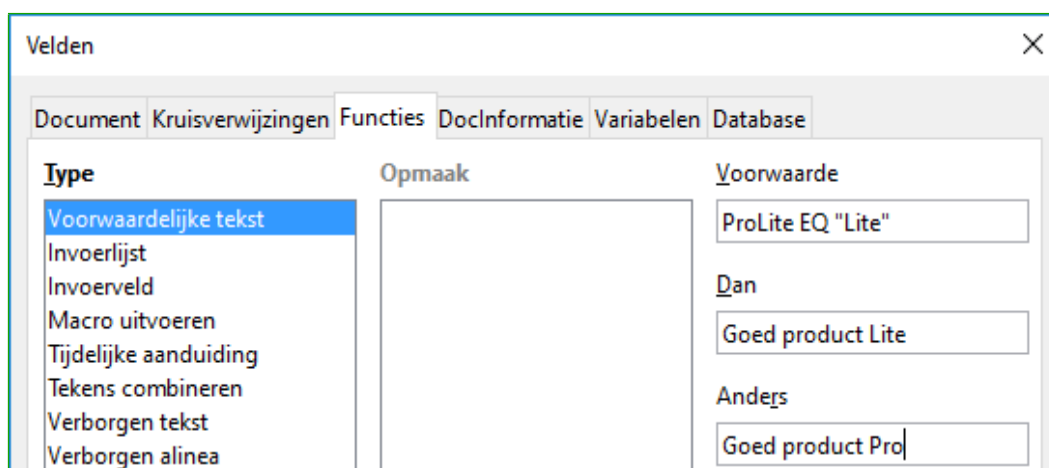 Velden
Document Kruisverwijzingen Functies DocInformatie Variabelen Database
Type
Voorwaardelijke tekst
Invoerlijst
Invoerveld
Macro uitvoeren
Tijdelijke aanduiding
Tekens combineren
Verborgen tekst
Verborgen alinea
Opmaak
Voorwaarde
ProLite EQ "Lite"
Dan
Goed product Lite
Anders
Goed product Pro